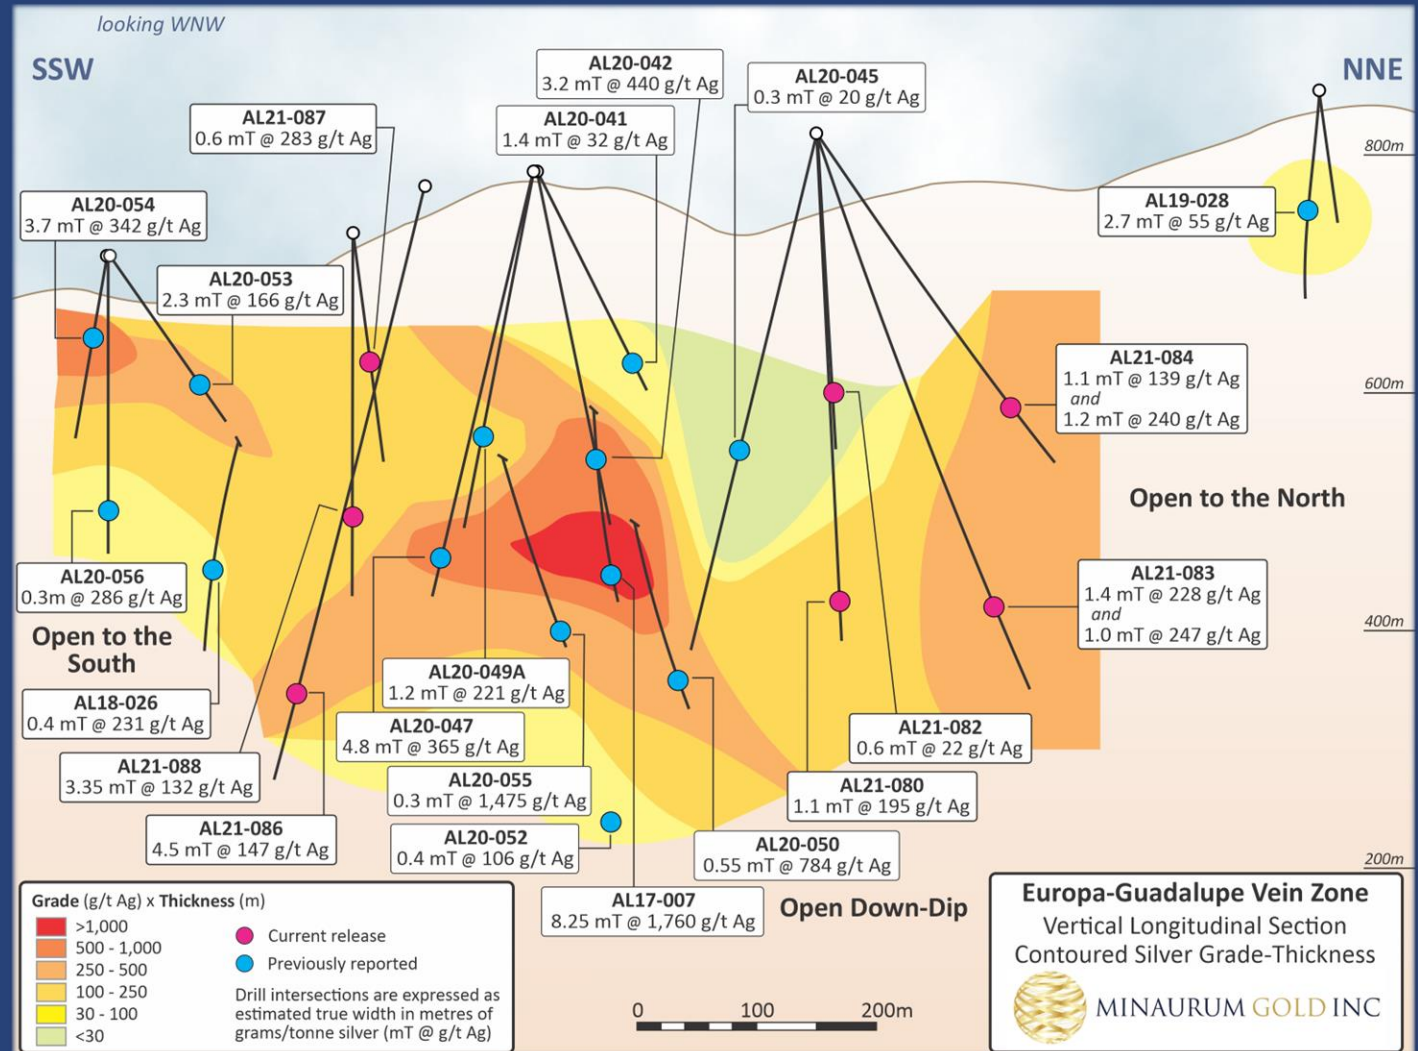 looking WNW
SSW
NNE
AL20-042
3.2 mT @ 440 g/t Ag
AL20-045
0.3 mT @ 20 g/t Ag
AL21-087
0.6 mT @ 283 g/t Ag
AL20-041
1.4 mT @ 32 g/t Ag
800m
AL20-054
3.7 mT @ 342 g/t Ag
AL19-028
2.7 mT @ 55 g/t Ag
AL20-053
2.3 mT @ 166 g/t Ag
AL21-084
1.1 mT @ 139 g/t Ag
and
1.2 mT @ 240 g/t Ag
600m
Open to the North
AL20-056
0.3m @ 286 g/t Ag
AL21-083
1.4 mT @ 228 g/t Ag
and
1.0 mT @ 247 g/t Ag
400m
Open to the
South
AL18-026
0.4 mT @ 231 g/t Ag
AL20-049A
1.2 mT @ 221 g/t Ag
AL20-047
4.8 mT @ 365 g/t Ag
AL21-082
0.6 mT @ 22 g/t Ag
AL21-088
3.35 mT @ 132 g/t Ag
AL20-055
0.3 mT @ 1,475 g/t Ag
AL21-080
1.1 mT @ 195 g/t Ag
AL21-086
4.5 mT @ 147 g/t Ag
AL20-052
0.4 mT @ 106 g/t Ag
AL20-050
0.55 mT @ 784 g/t Ag
200m
AL17-007
8.25 mT @ 1,760 g/t Ag
Open Down-Dip
Grade (g/t Ag) x Thickness (m)
>1,000
500 - 1,000
250 - 500
100 - 250
30 - 100
<30
Current release
Previously reported
Drill intersections are expressed as
estimated true width in metres of
grams/tonne silver (mT @ g/t Ag)
0 100 200m
Europa-Guadalupe Vein Zone
Vertical Longitudinal Section
Contoured Silver Grade-Thickness
MINAURUM GOLD INC